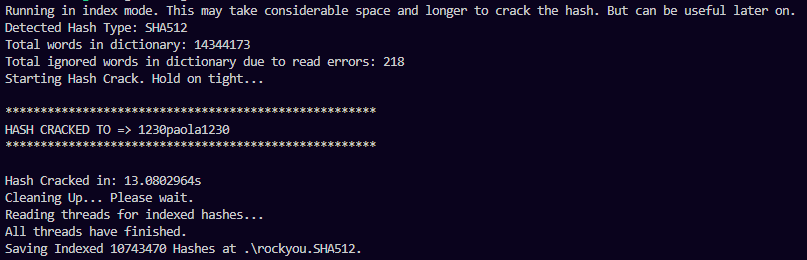 Running in index mode. This may take considerable space and longer to crack the hash. But can be useful later on.
Detected Hash Type: SHA512
Total words in dictionary: 14344173
Total ignored words in dictionary due to read errors: 218
Starting Hash Crack. Hold on tight...
*****************************************************
HASH CRACKED TO => 1230paola1230
*****************************************************
Hash Cracked in: 13.0802964s
Cleaning Up... Please wait.
Reading threads for indexed hashes...
All threads have finished.
Saving Indexed 10743470 Hashes at .\rockyou.SHA512.